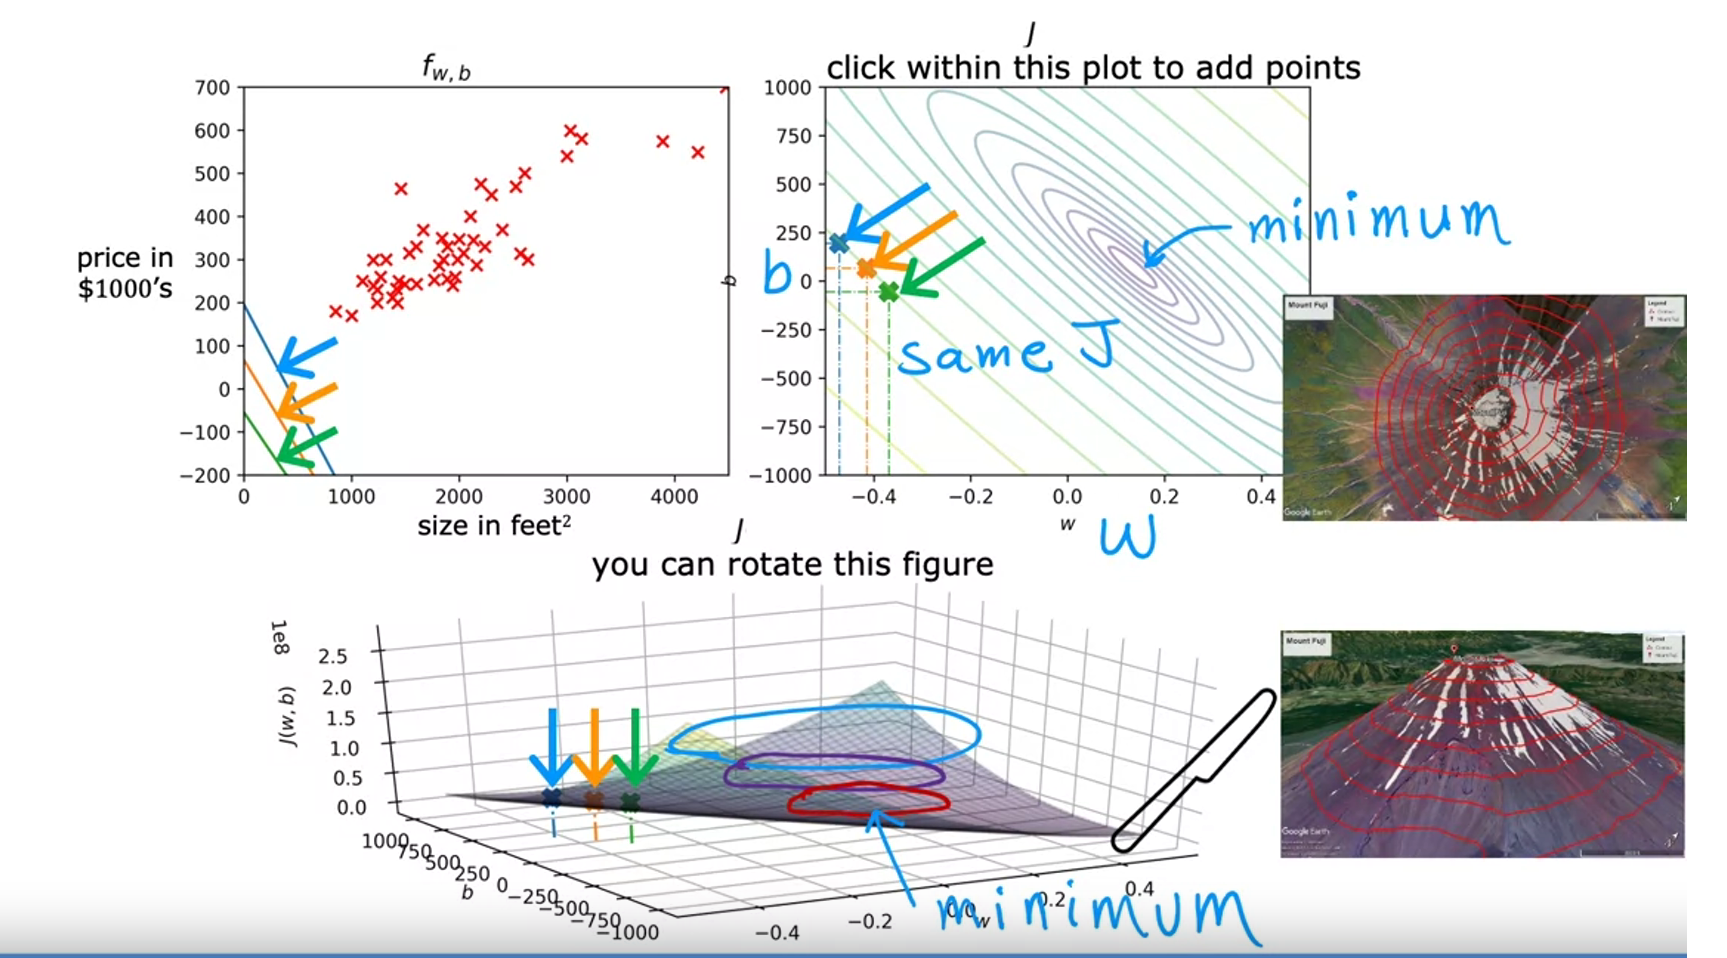 J
f_{w, b}
click within this plot to add points
700
600
500
400
300
200
100
0
−100
−200
price in
$1000's
0
1000
2000
3000
4000
size in feet²
1000
750
500
250
0
−250
−500
−750
−1000
b
b
−0.4
−0.2
0.0
0.2
0.4
w
W
minimum
same J
Mount Fuji
Legend
Google Earth
J
you can rotate this figure
1e8
J(w, b)
2.5
2.0
1.5
1.0
0.5
0.0
1000
750
500
250
0
−250
−500
−750
−1000
b
−0.4
−0.2
0.0
0.2
0.4
w
minimum
Mount Fuji
Legend
Google Earth